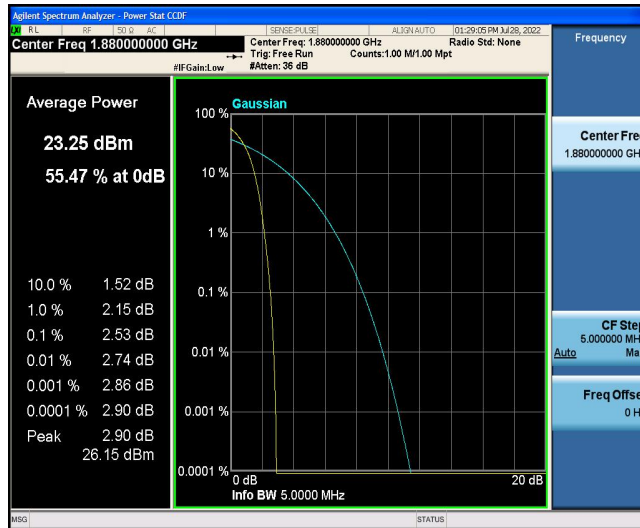 Agilent Spectrum Analyzer - Power Stat CCDF
LXI RL RF 50 Ω AC SENSE:PULSE ALIGN AUTO 01:29:05 PM Jul 28, 2022
Center Freq 1.880000000 GHz
Center Freq: 1.880000000 GHz
Radio Std: None
Trig: Free Run
Counts:1.00 M/1.00 Mpt
#IFGain:Low
#Atten: 36 dB
Frequency
Average Power
23.25 dBm
55.47 % at 0dB
10.0 % 1.52 dB
1.0 % 2.15 dB
0.1 % 2.53 dB
0.01 % 2.74 dB
0.001 % 2.86 dB
0.0001 % 2.90 dB
Peak 2.90 dB
26.15 dBm
Gaussian
100 %
10 %
1 %
0.1 %
0.01 %
0.001 %
0.0001 %
0 dB 20 dB
Info BW 5.0000 MHz
Center Fre
1.880000000 GH
CF Ste
5.000000 MH
Auto Ma
Freq Offse
0 H
MSG STATUS